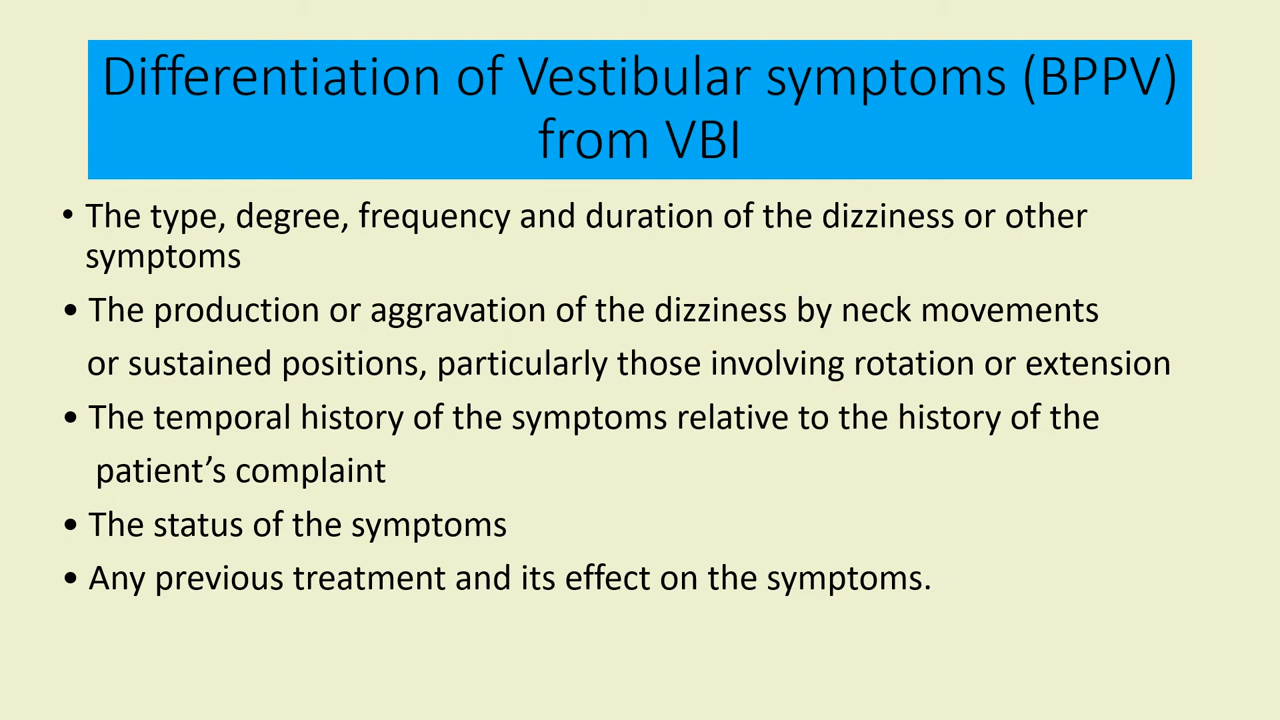 Differentiation of Vestibular symptoms (BPPV)
from VBI
• The type, degree, frequency and duration of the dizziness or other
symptoms
• The production or aggravation of the dizziness by neck movements
or sustained positions, particularly those involving rotation or extension
• The temporal history of the symptoms relative to the history of the
patient’s complaint
• The status of the symptoms
• Any previous treatment and its effect on the symptoms.